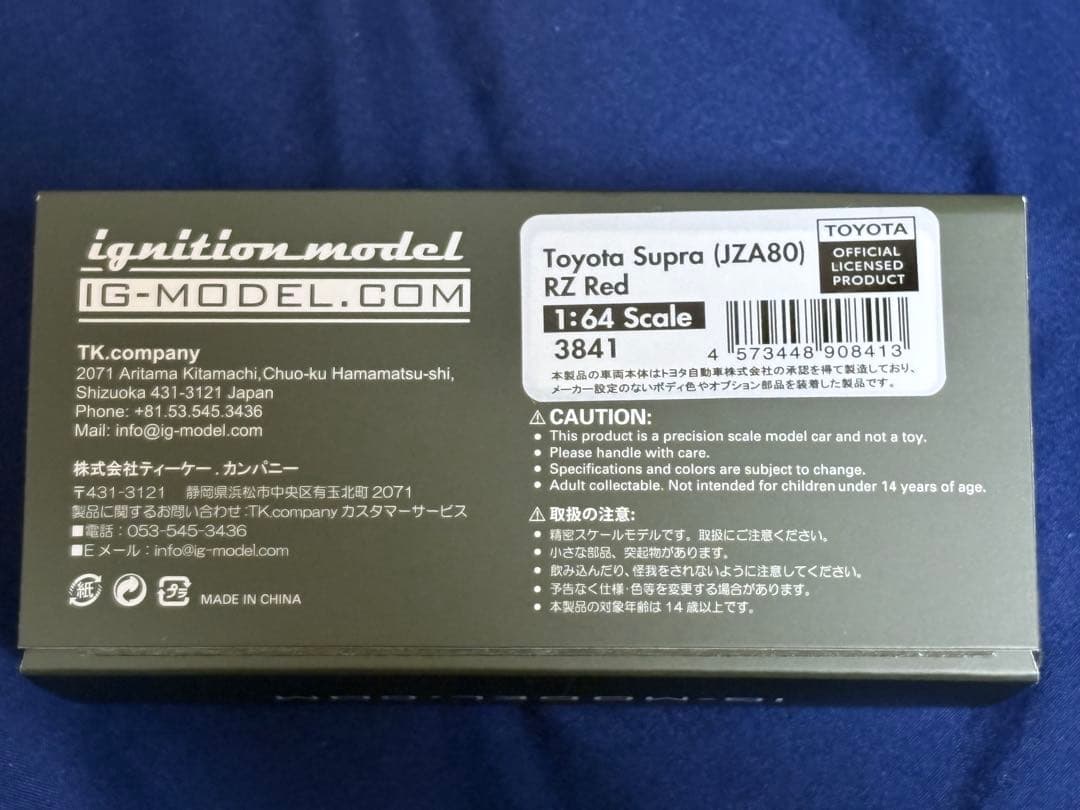 ignition model
IG-MODEL.COM
TK.company
2071 Aritama Kitamachi,Chuo-ku Hamamatsu-shi,
Shizuoka 431-3121 Japan
Phone: +81.53.545.3436
Mail: info@ig-model.com
株式会社ティーケー.カンパニー
〒431-3121 静岡県浜松市中央区有玉北町2071
製品に関するお問い合わせ:TK.companyカスタマーサービス
■電話：053-545-3436
■Eメール：info@ig-model.com
紙 プラ MADE IN CHINA
Toyota Supra (JZA80)
RZ Red
1:64 Scale
3841
TOYOTA
OFFICIAL
LICENSED
PRODUCT
4 573448 908413
本製品の車両本体はトヨタ自動車株式会社の承認を得て製造しており、
メーカー設定のないボディ色やオプション部品を装着した製品です。
⚠CAUTION:
• This product is a precision scale model car and not a toy.
• Please handle with care.
• Specifications and colors are subject to change.
• Adult collectable. Not intended for children under 14 years of age.
⚠取扱の注意:
• 精密スケールモデルです。取扱にご注意ください。
• 小さな部品、突起物があります。
• 飲み込んだり、怪我をされないように注意してください。
• 予告なく仕様・色等を変更する場合があります。
• 本製品の対象年齢は14歳以上です。
IG-MODEL.COM